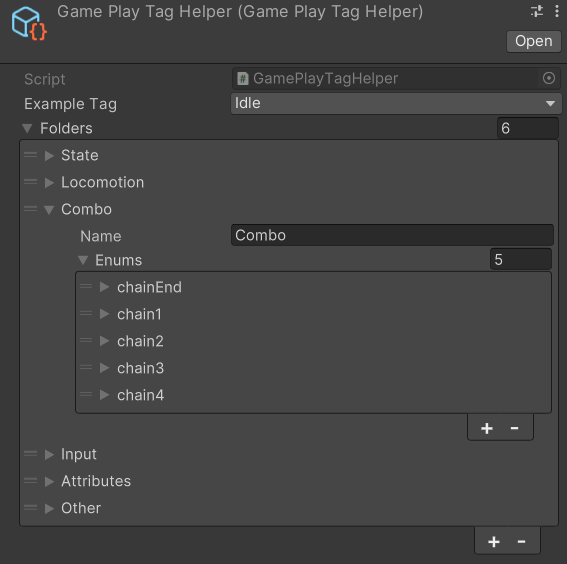 Game Play Tag Helper (Game Play Tag Helper)
Open
Script GamePlayTagHelper
Example Tag Idle
Folders 6
State
Locomotion
Combo
Name Combo
Enums 5
chainEnd
chain1
chain2
chain3
chain4
+ -
Input
Attributes
Other
+ -